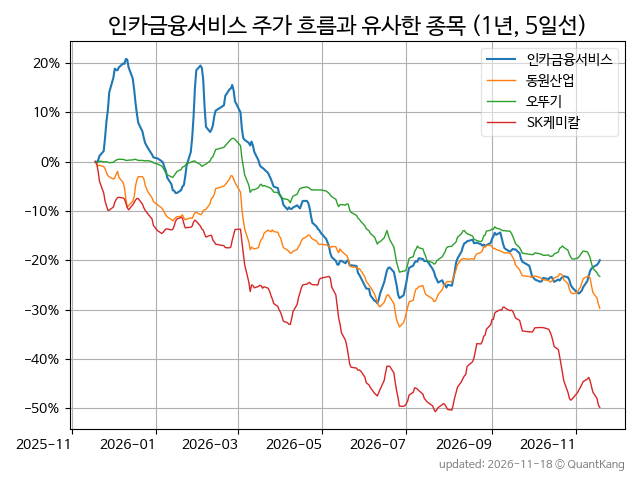 인카금융서비스 주가 흐름과 유사한 종목 (1년, 5일선)
인카금융서비스
동원산업
오뚜기
SK케미칼
20%
10%
0%
−10%
−20%
−30%
−40%
−50%
2025-11
2026-01
2026-03
2026-05
2026-07
2026-09
2026-11
updated: 2026-11-18 © QuantKang